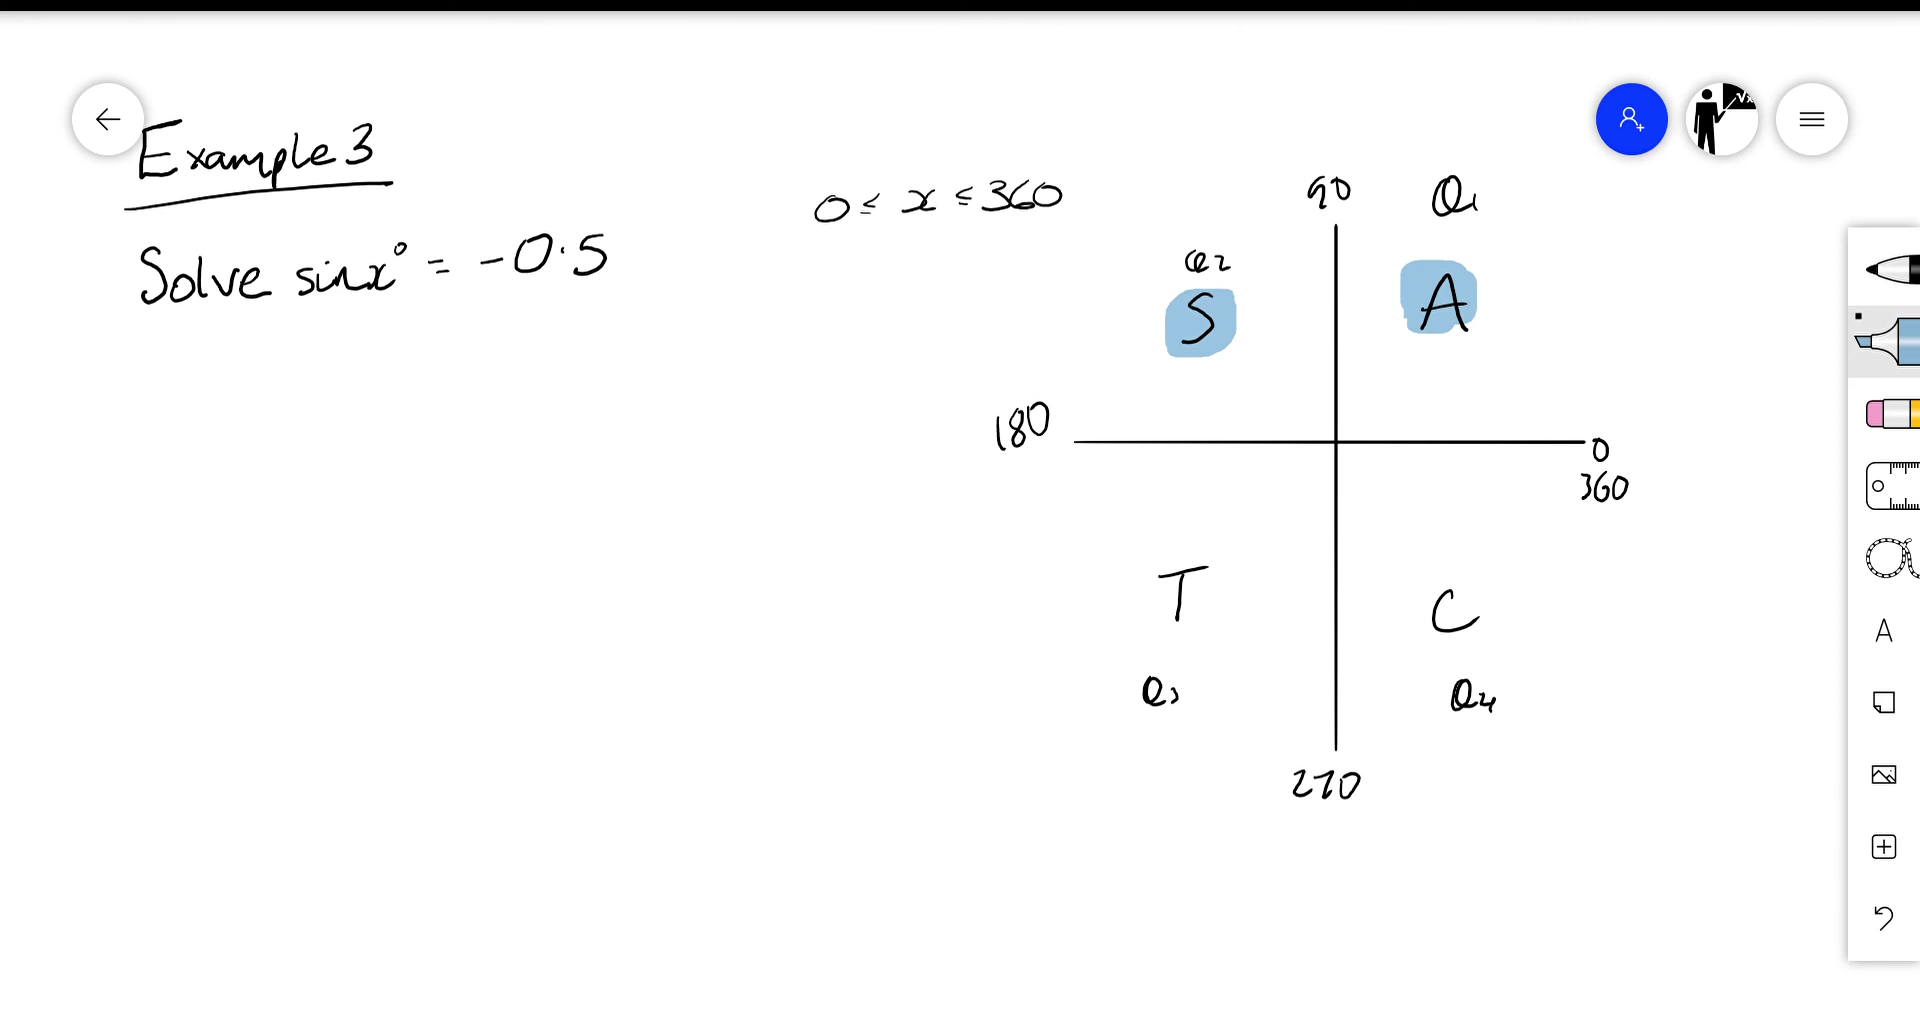 Example 3
0 ≤ x ≤ 360
Solve sinx° = -0.5
90
Q1
Q2
S
A
180
0
360
T
C
Q3
Q4
270
√x
A